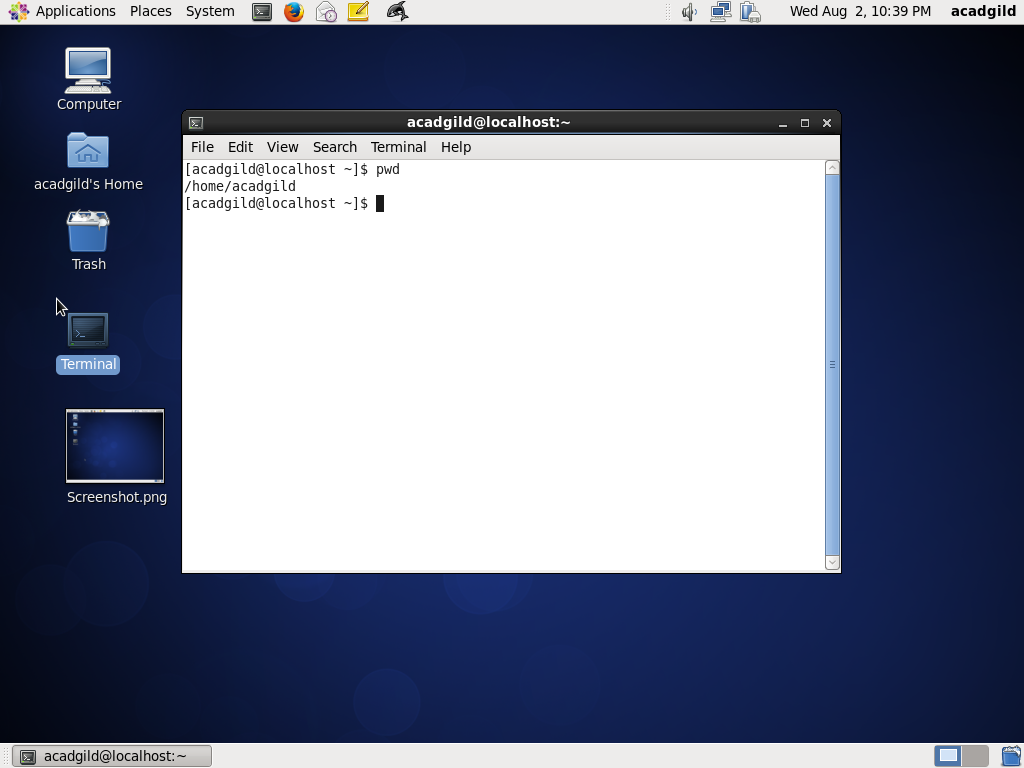 Applications Places System Wed Aug 2, 10:39 PM acadgild
Computer
acadgild's Home
Trash
Terminal
Screenshot.png
acadgild@localhost:~
File Edit View Search Terminal Help
[acadgild@localhost ~]$ pwd
/home/acadgild
[acadgild@localhost ~]$
acadgild@localhost:~